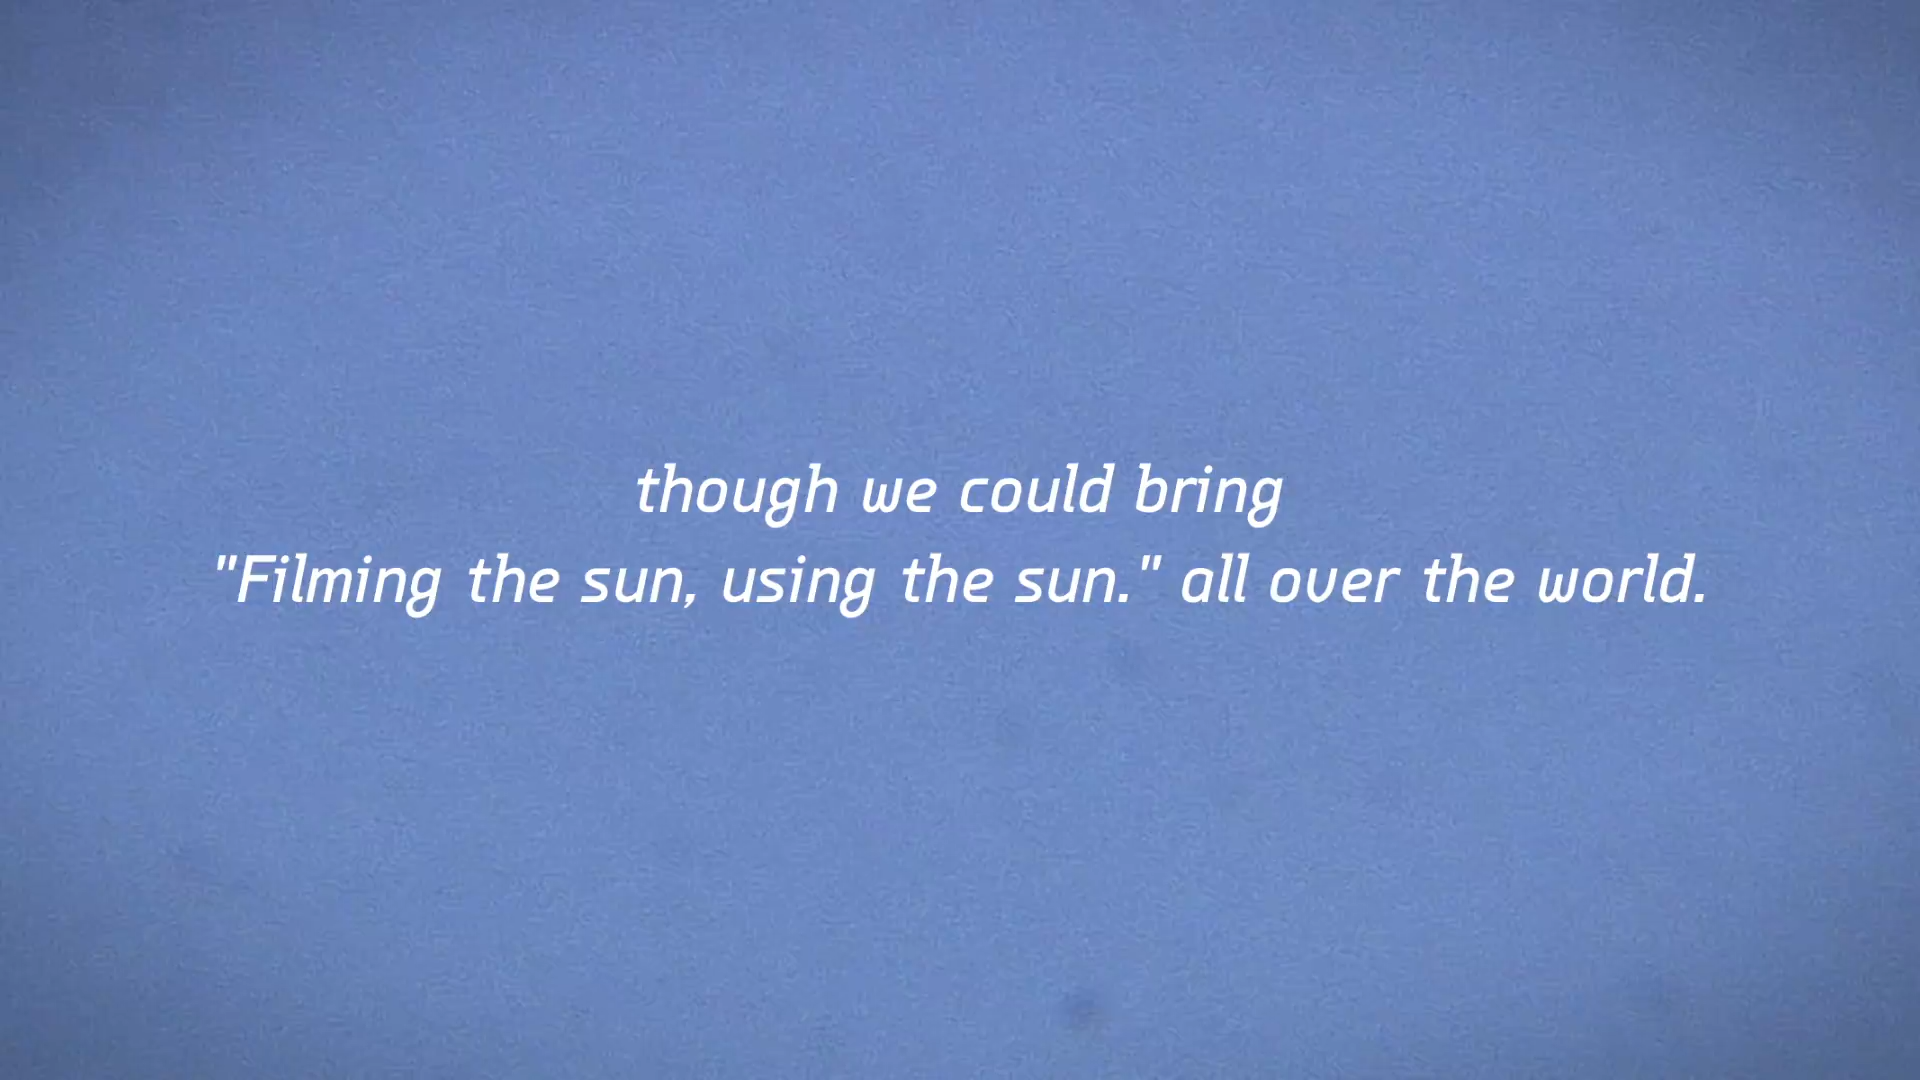 though we could bring
"Filming the sun, using the sun." all over the world.